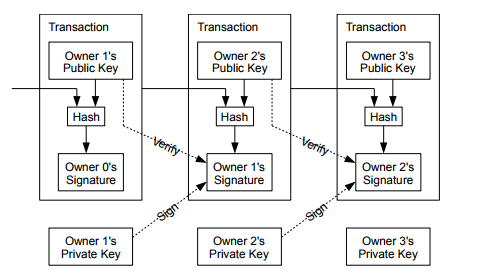 Transaction
Owner 1's
Public Key
Hash
Owner 0's
Signature
Transaction
Owner 2's
Public Key
Hash
Verify
Owner 1's
Signature
Transaction
Owner 3's
Public Key
Hash
Verify
Owner 2's
Signature
Sign
Sign
Owner 1's
Private Key
Owner 2's
Private Key
Owner 3's
Private Key